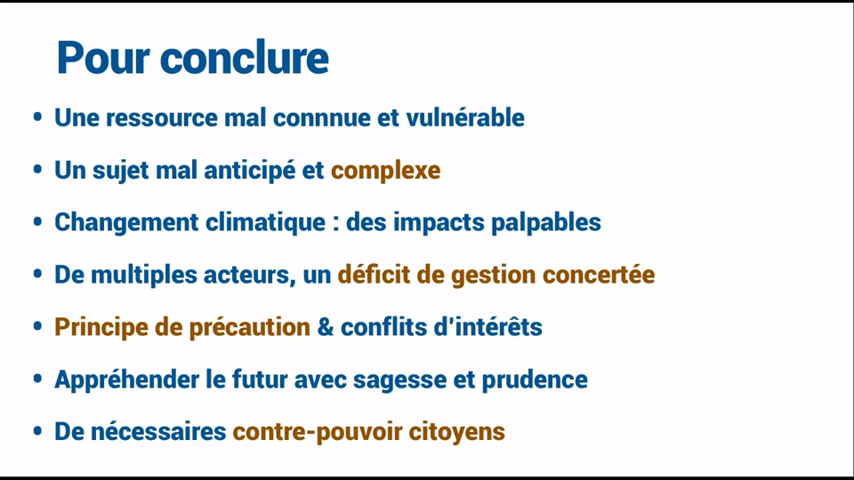 Pour conclure
• Une ressource mal connnue et vulnérable
• Un sujet mal anticipé et complexe
• Changement climatique : des impacts palpables
• De multiples acteurs, un déficit de gestion concertée
• Principe de précaution & conflits d'intérêts
• Appréhender le futur avec sagesse et prudence
• De nécessaires contre-pouvoir citoyens